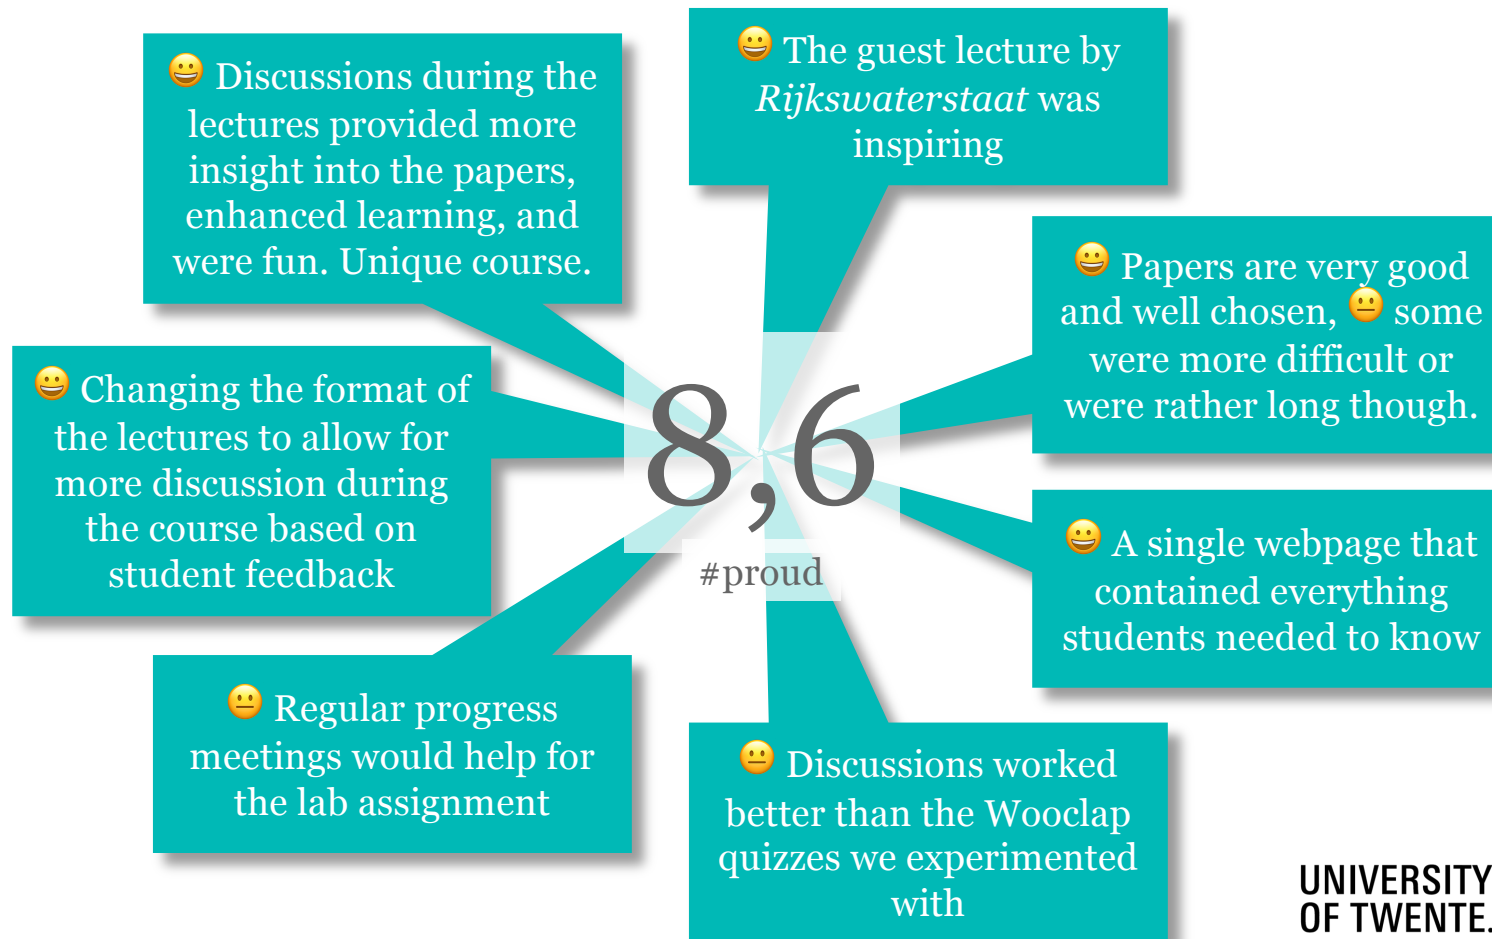 😀 Discussions during the
lectures provided more
insight into the papers,
enhanced learning, and
were fun. Unique course.
😀 The guest lecture by
Rijkswaterstaat was
inspiring
😀 Papers are very good
and well chosen, 😐 some
were more difficult or
were rather long though.
😀 Changing the format of
the lectures to allow for
more discussion during
the course based on
student feedback
8,6
#proud
😀 A single webpage that
contained everything
students needed to know
😐 Regular progress
meetings would help for
the lab assignment
😐 Discussions worked
better than the Wooclap
quizzes we experimented
with
UNIVERSITY
OF TWENTE.